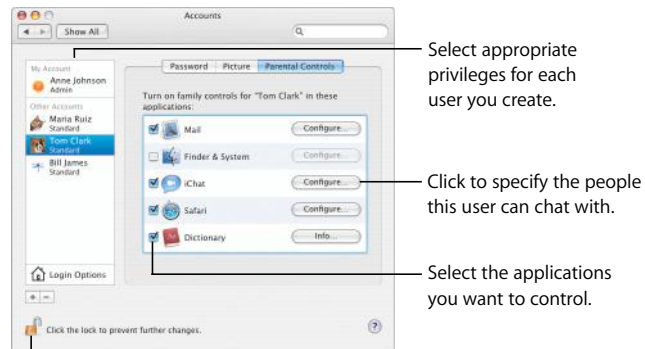 Accounts
Show All
My Account
Anne Johnson
Admin
Other Accounts
Maria Ruiz
Standard
Tom Clark
Standard
Bill James
Standard
Login Options
Password Picture Parental Controls
Turn on family controls for "Tom Clark" in these
applications:
Mail Configure...
Finder & System Configure...
iChat Configure...
Safari Configure...
Dictionary Info...
+ -
Click the lock to prevent further changes.
?
Select appropriate
privileges for each
user you create.
Click to specify the people
this user can chat with.
Select the applications
you want to control.